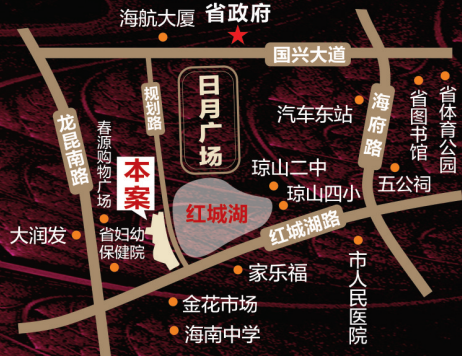 省政府
海航大厦
国兴大道
日月广场
规划路
龙昆南路
春源购物广场
本案
汽车东站
海府路
省图书馆
省体育公园
琼山二中
琼山四小
五公祠
红城湖
红城湖路
大润发
省妇幼
保健院
家乐福
市人民医院
金花市场
海南中学